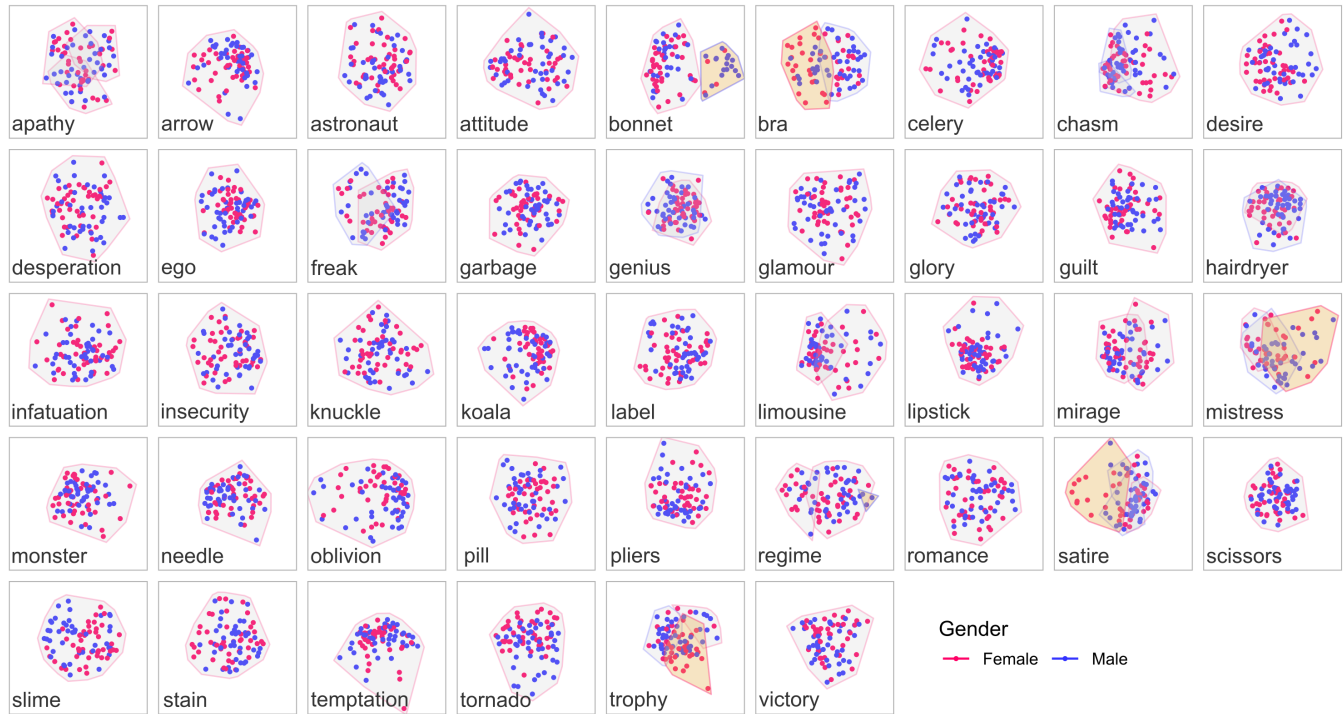 apathy arrow astronaut attitude bonnet bra celery chasm desire
desperation ego freak garbage genius glamour glory guilt hairdryer
infatuation insecurity knuckle koala label limousine lipstick mirage mistress
monster needle oblivion pill pliers regime romance satire scissors
slime stain temptation tornado trophy victory
Gender
Female Male